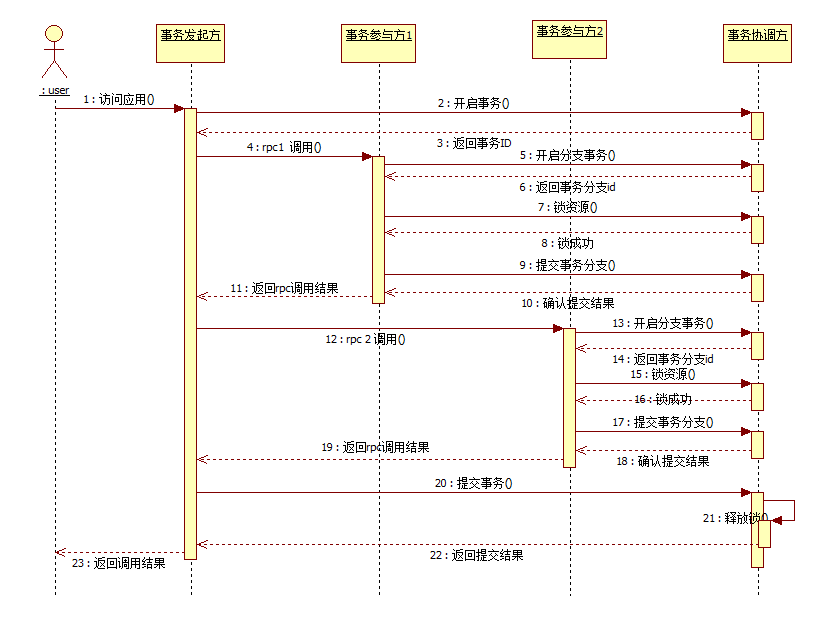 事务发起方
事务参与方1
事务参与方2
事务协调方
: user
1 : 访问应用()
2 : 开启事务()
3 : 返回事务ID
4 : rpc1 调用()
5 : 开启分支事务()
6 : 返回事务分支id
7 : 锁资源()
8 : 锁成功
9 : 提交事务分支()
10 : 确认提交结果
11 : 返回rpc调用结果
12 : rpc 2 调用()
13 : 开启分支事务()
14 : 返回事务分支id
15 : 锁资源()
16 : 锁成功
17 : 提交事务分支()
18 : 确认提交结果
19 : 返回rpc调用结果
20 : 提交事务()
21 : 释放锁()
22 : 返回提交结果
23 : 返回调用结果